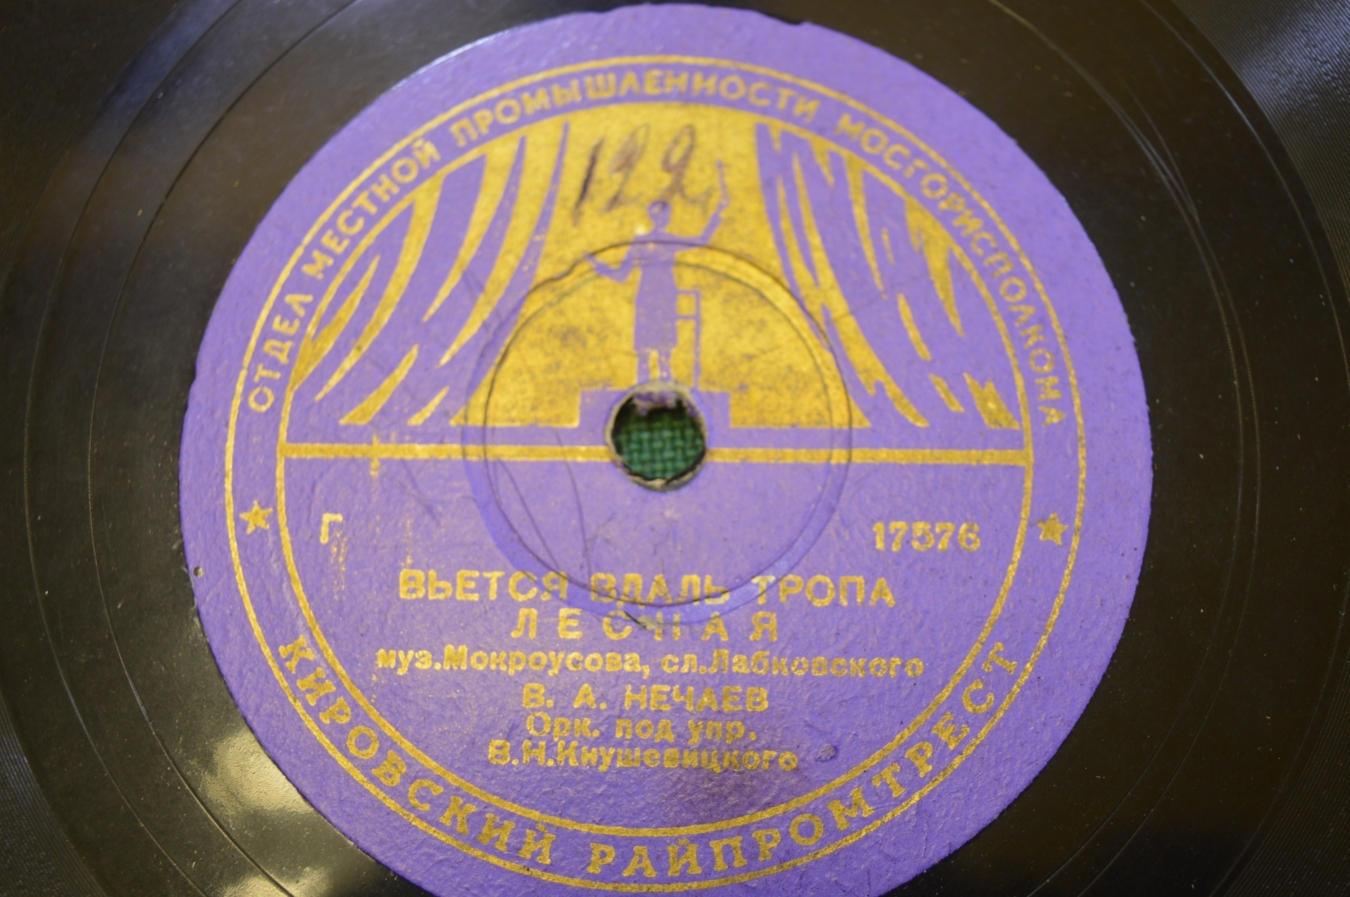 ОТДЕЛ МЕСТНОЙ ПРОМЫШЛЕННОСТИ МОСГОРИСПОЛКОМА
122
Г 17576
ВЬЕТСЯ ВДАЛЬ ТРОПА
ЛЕСНАЯ
муз.Мокроусова, сл.Лабковского
В. А. НЕЧАЕВ
Орк. под упр.
В.Н.Кнушевицкого
КИРОВСКИЙ РАЙПРОМТРЕСТ